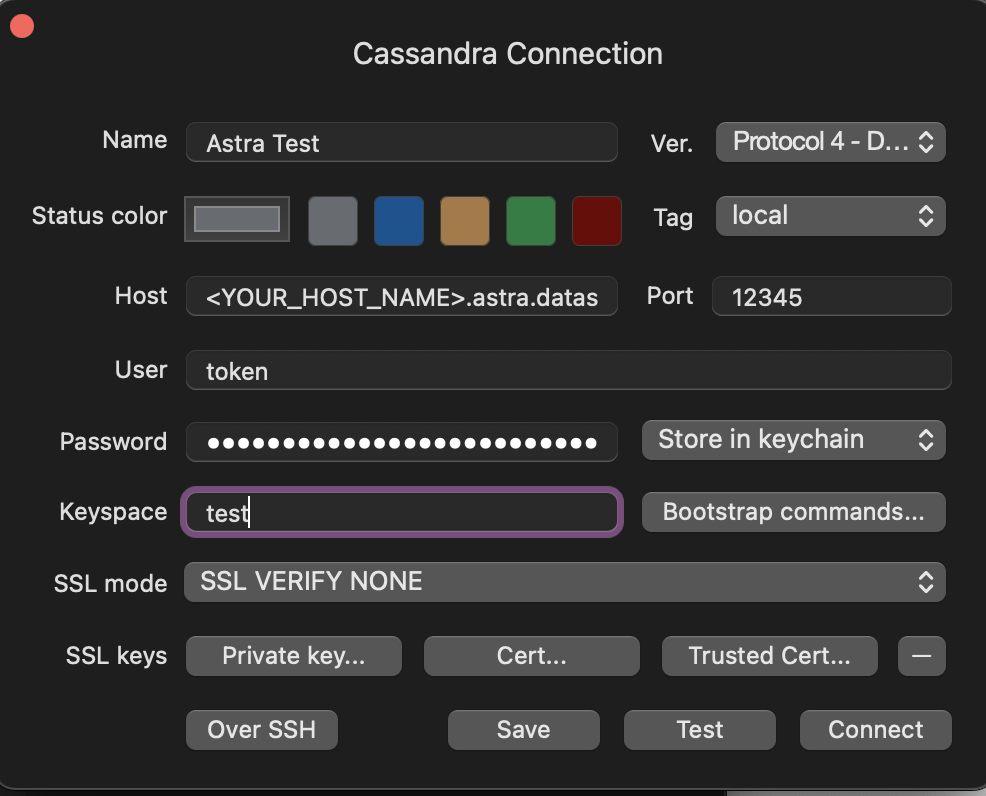 Cassandra Connection
Name Astra Test Ver. Protocol 4 - D...
Status color Tag local
Host <YOUR_HOST_NAME>.astra.datas Port 12345
User token
Password ●●●●●●●●●●●●●●●●●●●●●●●●●● Store in keychain
Keyspace test Bootstrap commands...
SSL mode SSL VERIFY NONE
SSL keys Private key... Cert... Trusted Cert... —
Over SSH Save Test Connect